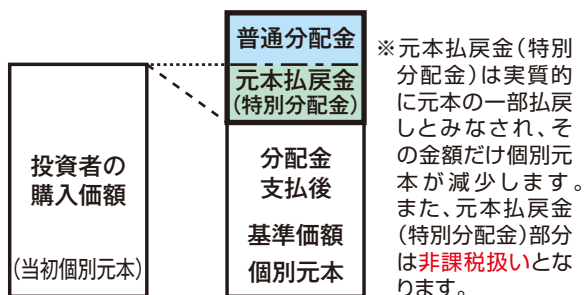 投資者の
購入価額
(当初個別元本)
普通分配金
元本払戻金
(特別分配金)
分配金
支払後
基準価額
個別元本
※元本払戻金(特別
分配金)は実質的
に元本の一部払戻
しとみなされ、そ
の金額だけ個別元
本が減少します。
また、元本払戻金
(特別分配金)部分
は非課税扱いとな
ります。